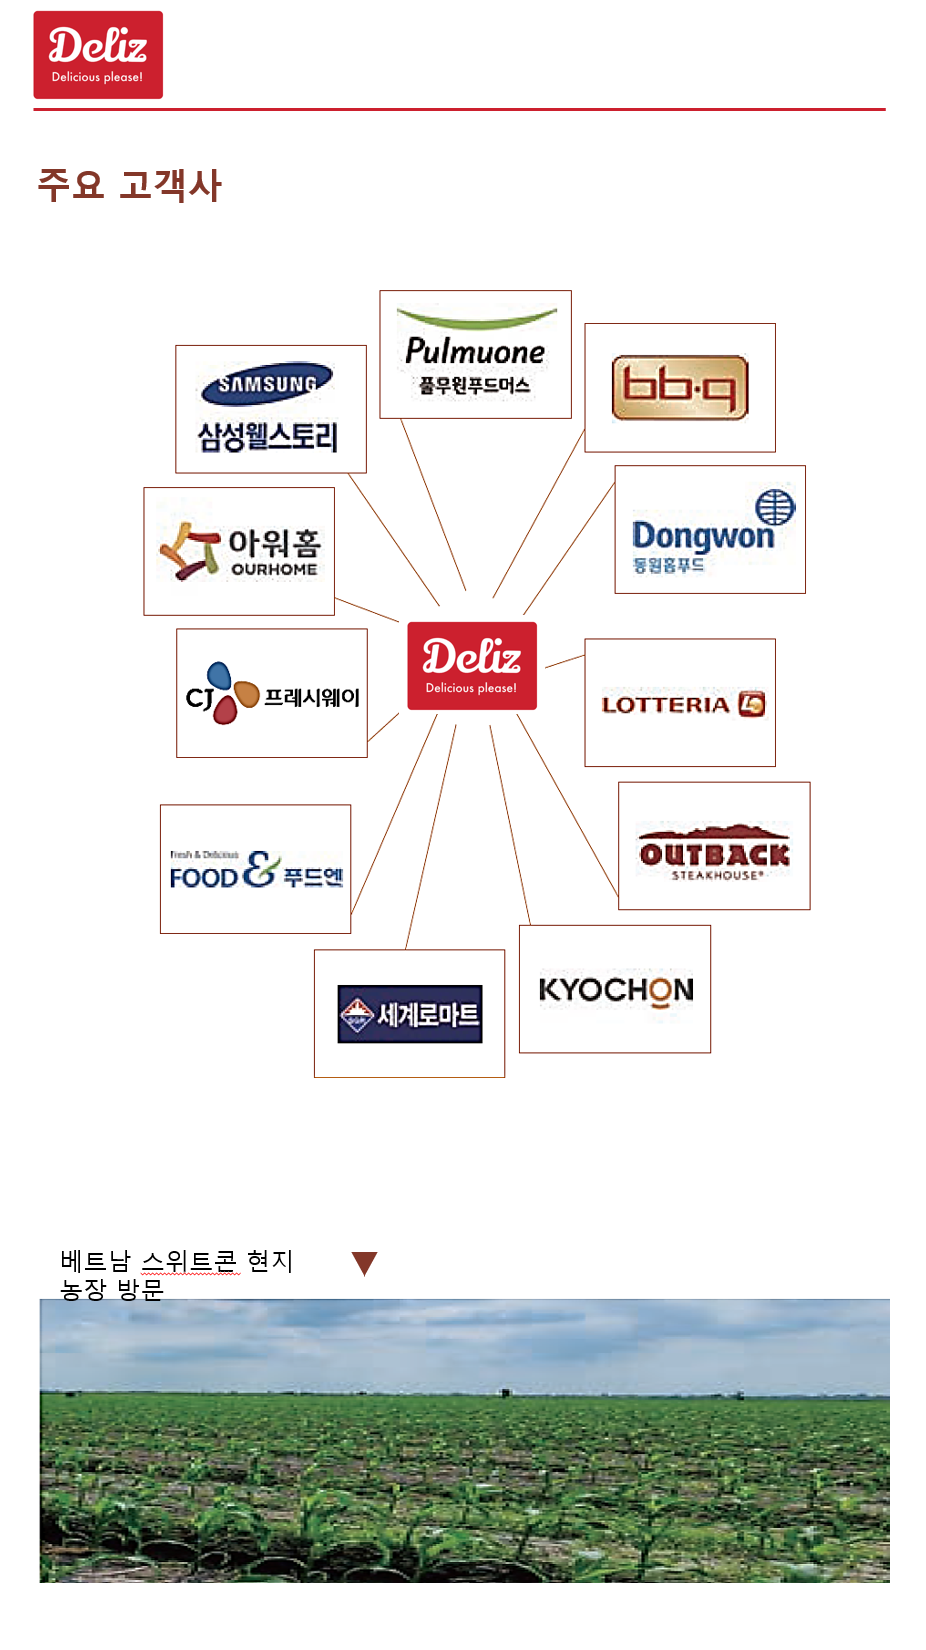 Deliz
Delicious please!
주요 고객사
Pulmuone
풀무원푸드머스
SAMSUNG
삼성웰스토리
bb.q
아워홈
OURHOME
Dongwon
동원홈푸드
Deliz
Delicious please!
CJ 프레시웨이
LOTTERIA
Fresh & Delicious
FOOD & 푸드엔
OUTBACK
STEAKHOUSE®
세계로마트
KYOCHON
베트남 스위트콘 현지
농장 방문